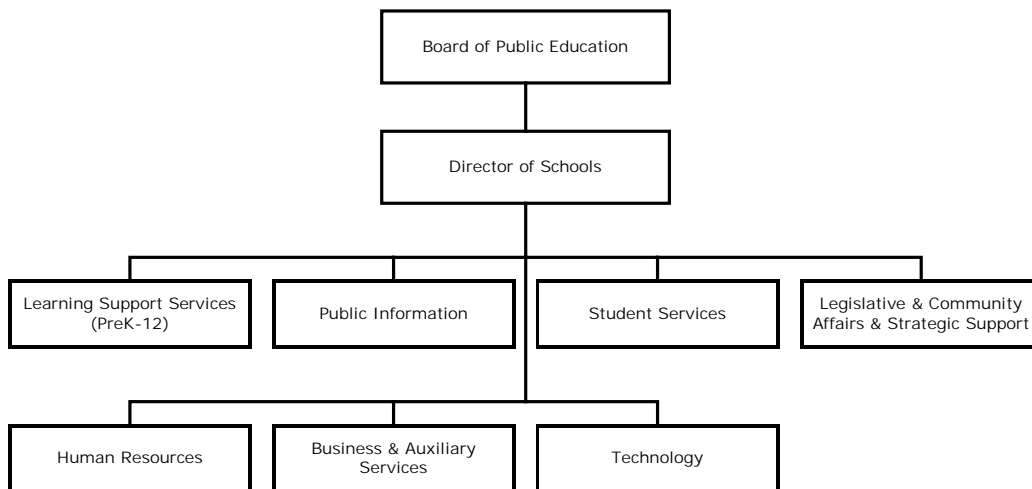 Board of Public Education
Director of Schools
Learning Support Services
(PreK-12)
Public Information
Student Services
Legislative & Community
Affairs & Strategic Support
Human Resources
Business & Auxiliary
Services
Technology